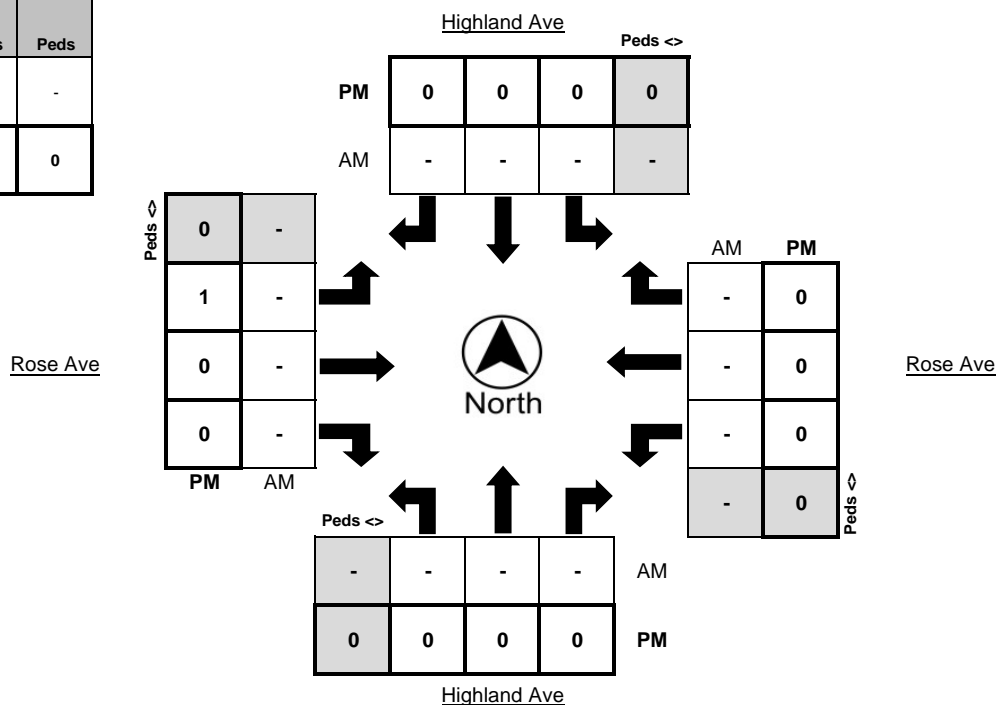 Highland Ave
Peds <>
Peds
-
0
PM 0 0 0 0
AM - - - -
Peds <>
0 -
1 -
0 -
0 -
PM AM
Rose Ave
North
AM PM
- 0
- 0
- 0
- 0
Peds <>
Rose Ave
Peds <>
- - - - AM
0 0 0 0 PM
Highland Ave